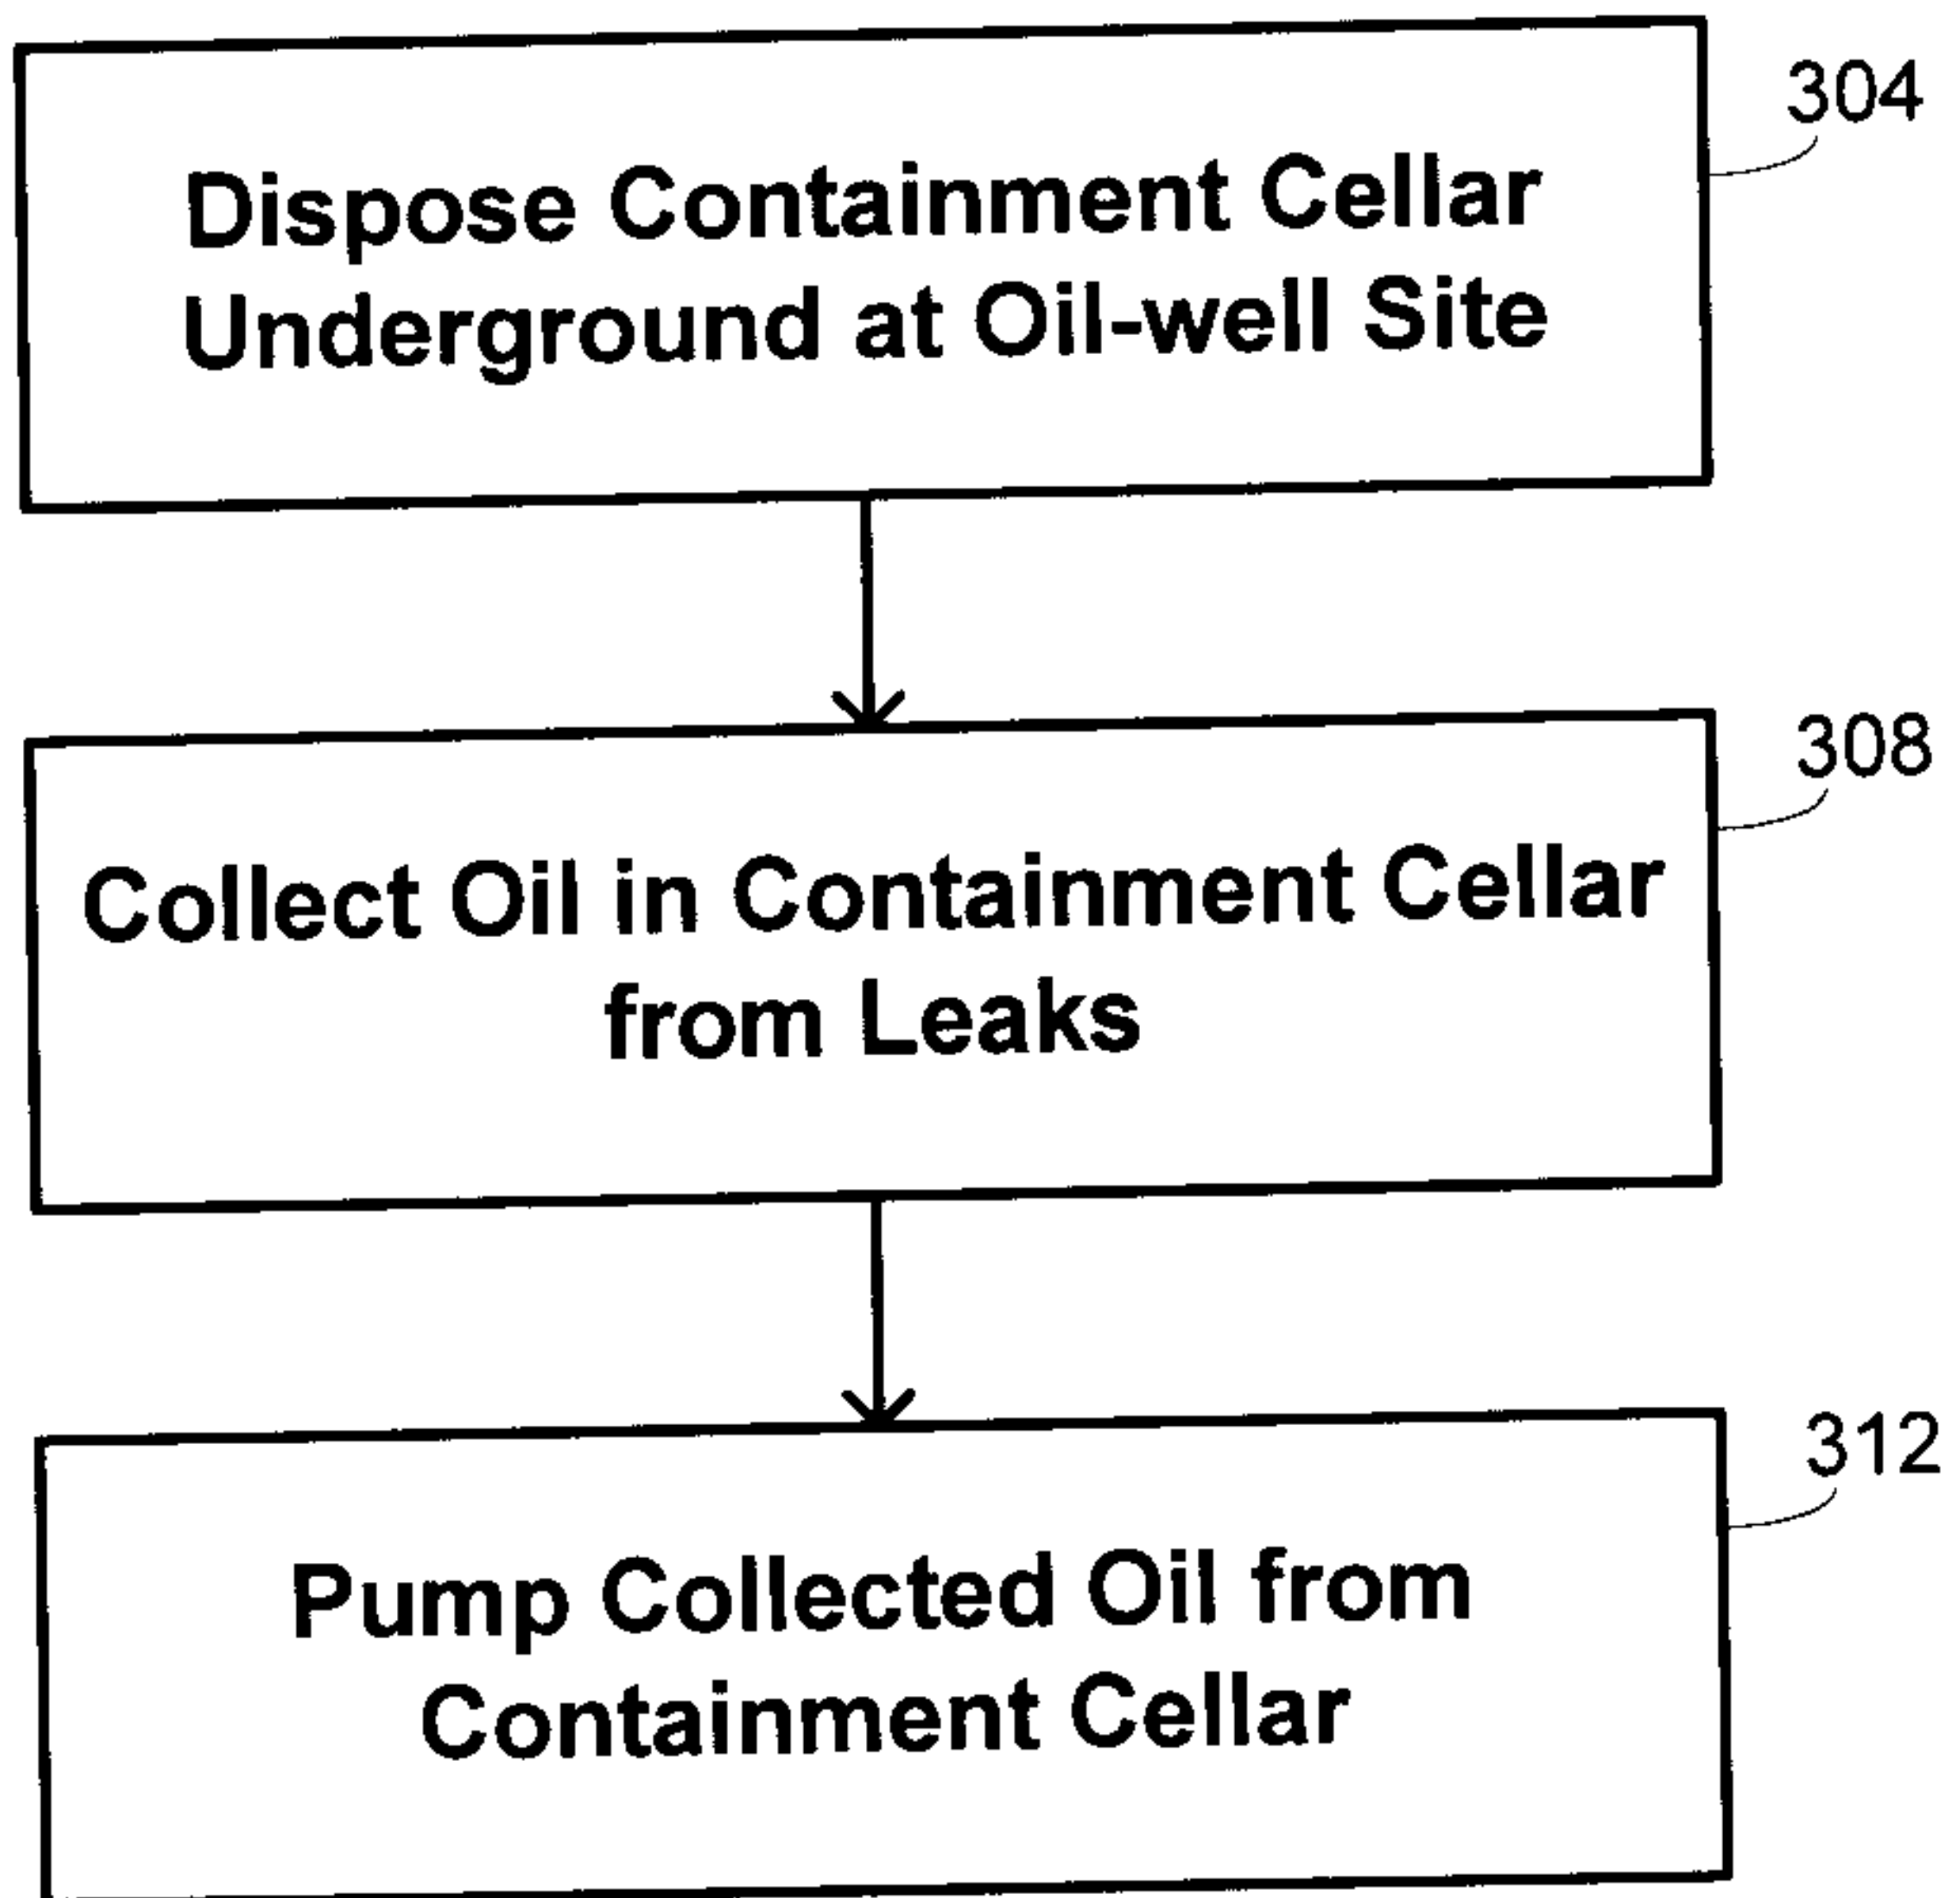 304
Dispose Containment Cellar
Underground at Oil-well Site
308
Collect Oil in Containment Cellar
from Leaks
312
Pump Collected Oil from
Containment Cellar